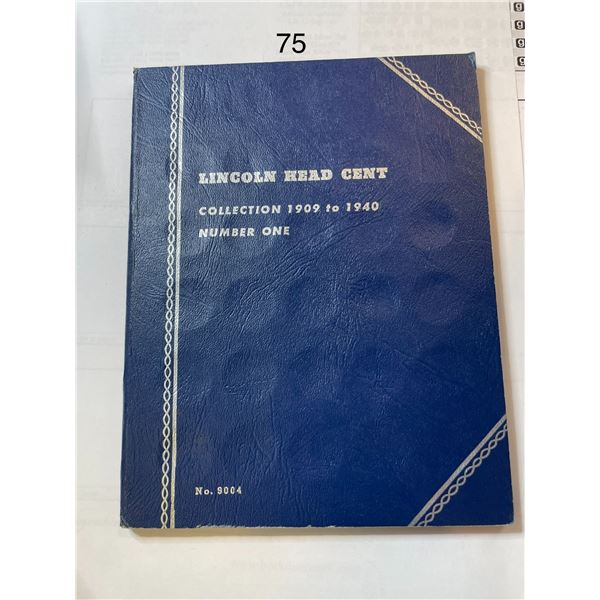 75
LINCOLN HEAD CENT
COLLECTION 1909 to 1940
NUMBER ONE
No. 9004